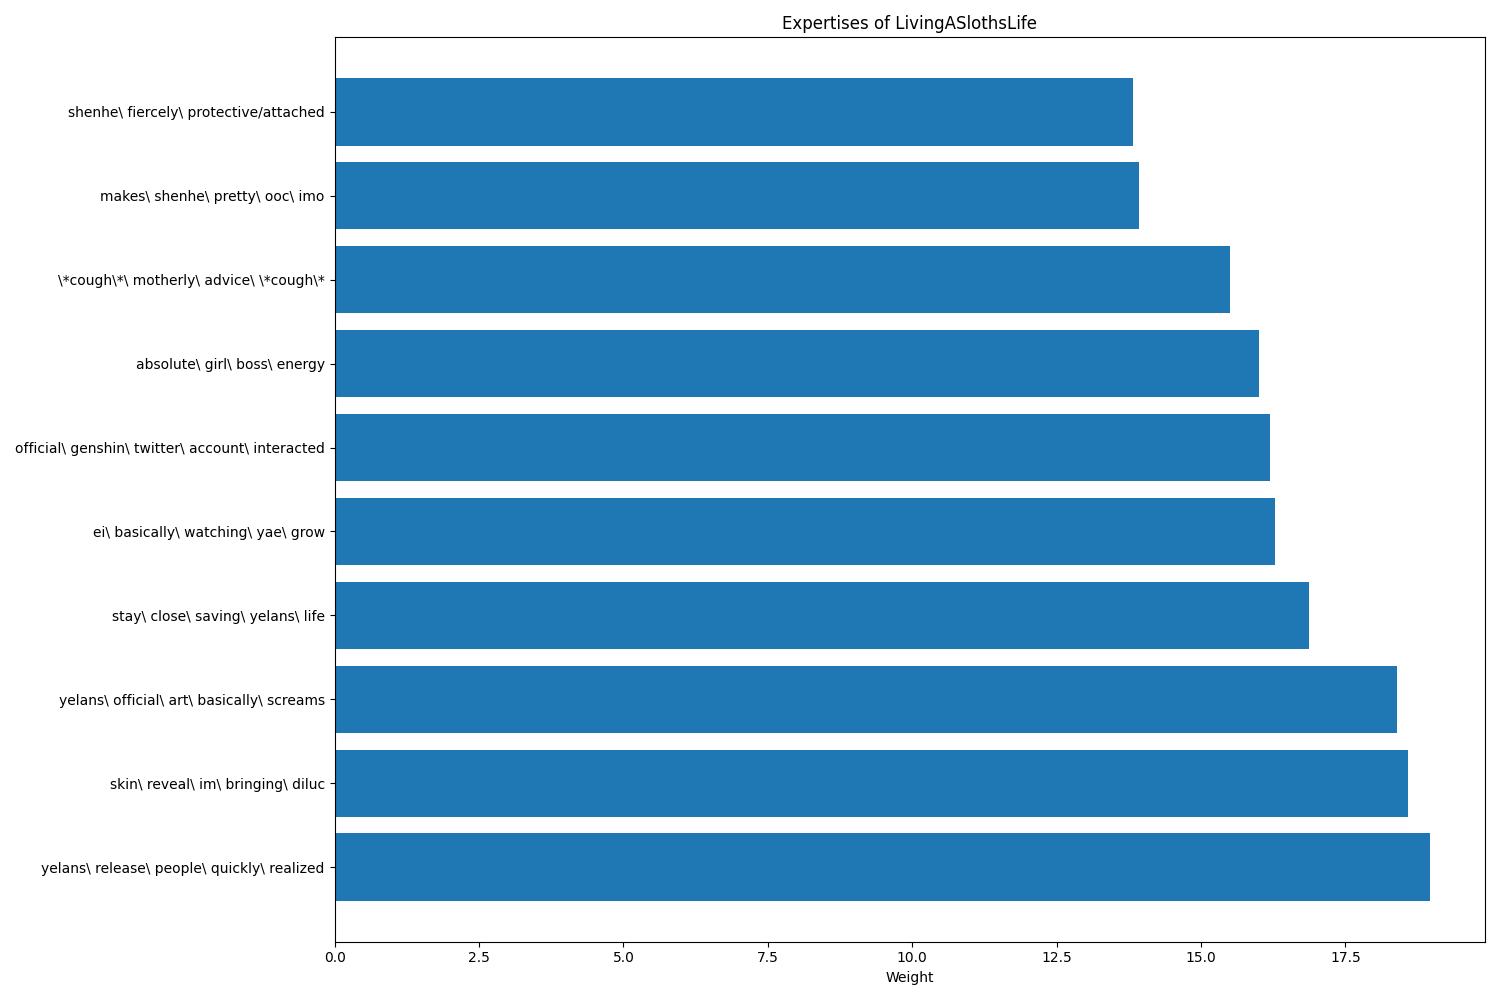 Expertises of LivingASlothsLife
shenhe\ fiercely\ protective/attached
makes\ shenhe\ pretty\ ooc\ imo
\*cough\*\ motherly\ advice\ \*cough\*
absolute\ girl\ boss\ energy
official\ genshin\ twitter\ account\ interacted
ei\ basically\ watching\ yae\ grow
stay\ close\ saving\ yelans\ life
yelans\ official\ art\ basically\ screams
skin\ reveal\ im\ bringing\ diluc
yelans\ release\ people\ quickly\ realized
0.0 2.5 5.0 7.5 10.0 12.5 15.0 17.5
Weight